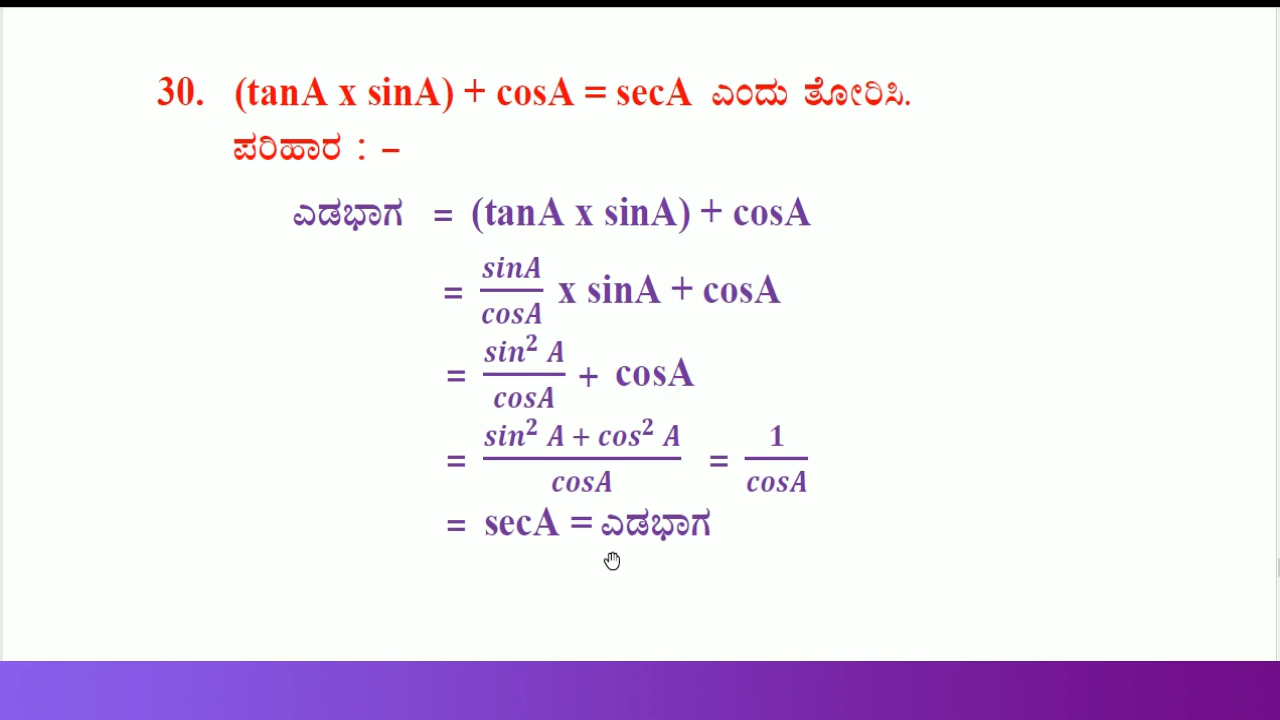 30. (tanA x sinA) + cosA = secA ಎಂದು ತೋರಿಸಿ.
ಪರಿಹಾರ : –
ಎಡಭಾಗ = (tanA x sinA) + cosA
= sinA/cosA x sinA + cosA
= sin² A/cosA + cosA
= sin² A + cos² A/cosA = 1/cosA
= secA = ಎಡಭಾಗ